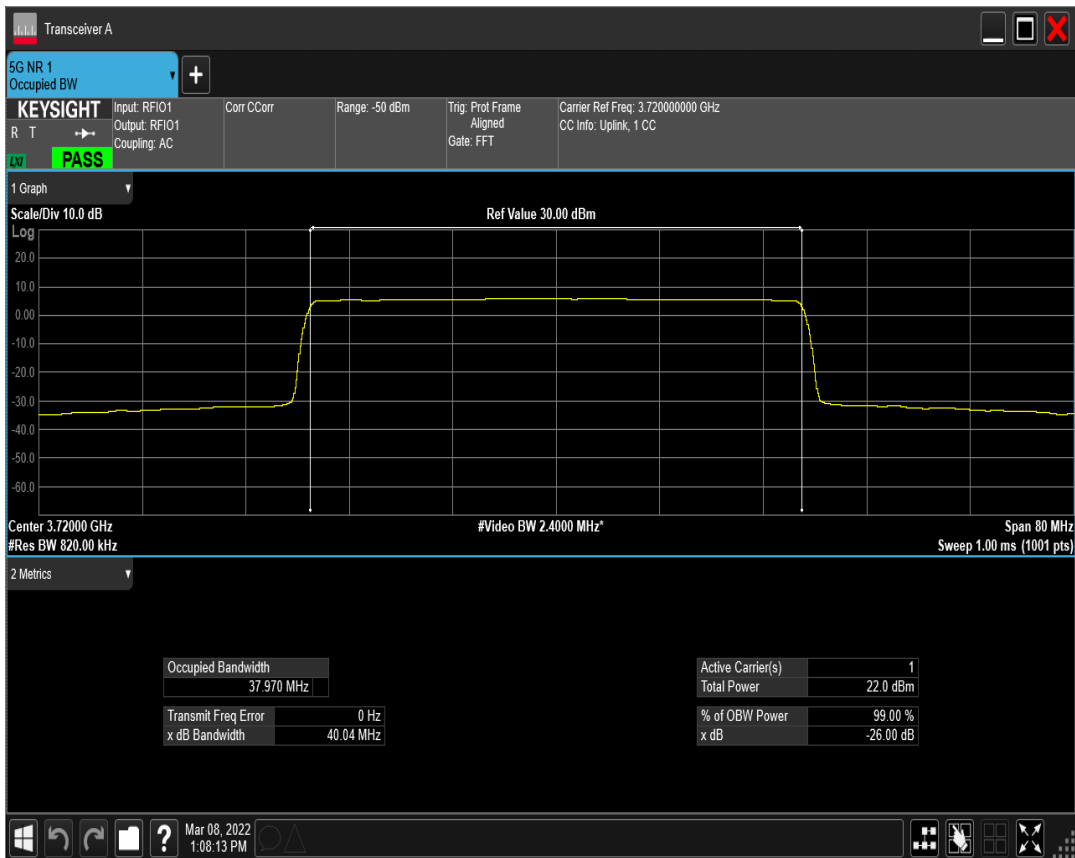 Transceiver A
5G NR 1
Occupied BW
+
KEYSIGHT
R T
LXI
PASS
Input: RFIO1
Output: RFIO1
Coupling: AC
Corr CCorr
Range: -50 dBm
Trig: Prot Frame
Aligned
Gate: FFT
Carrier Ref Freq: 3.720000000 GHz
CC Info: Uplink, 1 CC
1 Graph
Scale/Div 10.0 dB
Ref Value 30.00 dBm
Log
20.0
10.0
0.00
-10.0
-20.0
-30.0
-40.0
-50.0
-60.0
Center 3.72000 GHz
#Video BW 2.4000 MHz*
Span 80 MHz
#Res BW 820.00 kHz
Sweep 1.00 ms (1001 pts)
2 Metrics
Occupied Bandwidth
37.970 MHz
Transmit Freq Error 0 Hz
x dB Bandwidth 40.04 MHz
Active Carrier(s) 1
Total Power 22.0 dBm
% of OBW Power 99.00 %
x dB -26.00 dB
?
Mar 08, 2022
1:08:13 PM